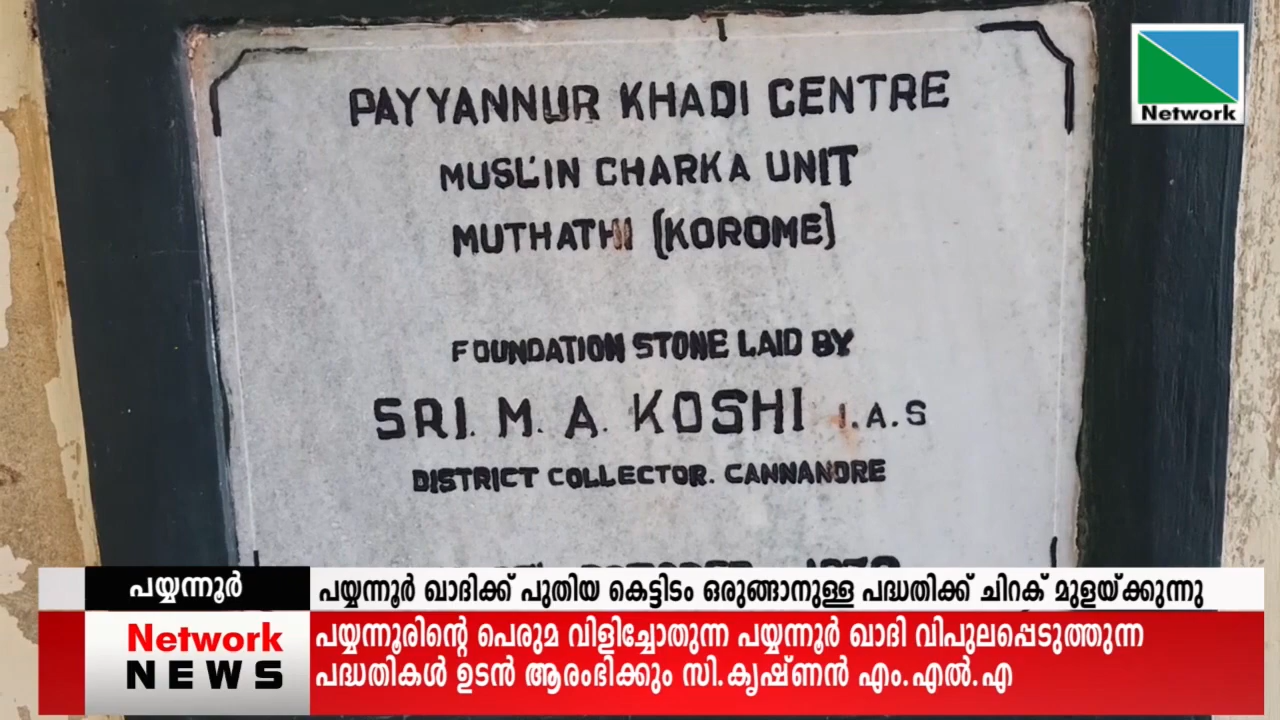 PAYYANNUR KHADI CENTRE
MUSLIN CHARKA UNIT
MUTHATHI (KOROME)
FOUNDATION STONE LAID BY
SRI. M. A. KOSHI I.A.S
DISTRICT COLLECTOR. CANNANORE
Network
പയ്യന്നൂർ
പയ്യന്നൂർ ഖാദിക്ക് പുതിയ കെട്ടിടം ഒരുങ്ങാനുള്ള പദ്ധതിക്ക് ചിറക് മുളയ്ക്കുന്നു
Network
NEWS
പയ്യന്നൂരിന്റെ പെരുമ വിളിച്ചോതുന്ന പയ്യന്നൂർ ഖാദി വിപുലപ്പെടുത്തുന്ന
പദ്ധതികൾ ഉടൻ ആരംഭിക്കും സി.കൃഷ്ണൻ എം.എൽ.എ